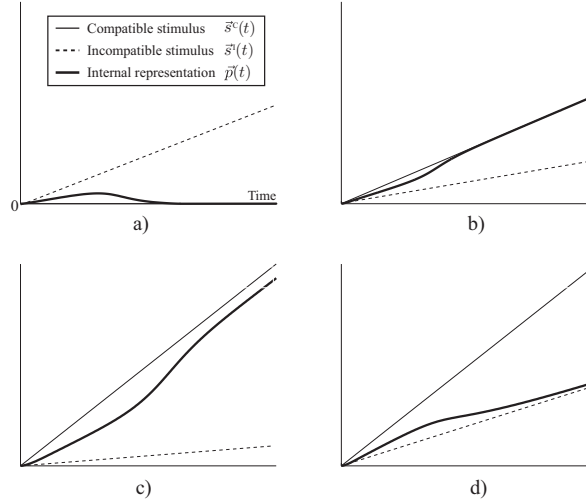 Compatible stimulus s⃗ᶜ(t)
Incompatible stimulus s⃗ᴵ(t)
Internal representation p⃗(t)
0
Time
a)
b)
c)
d)